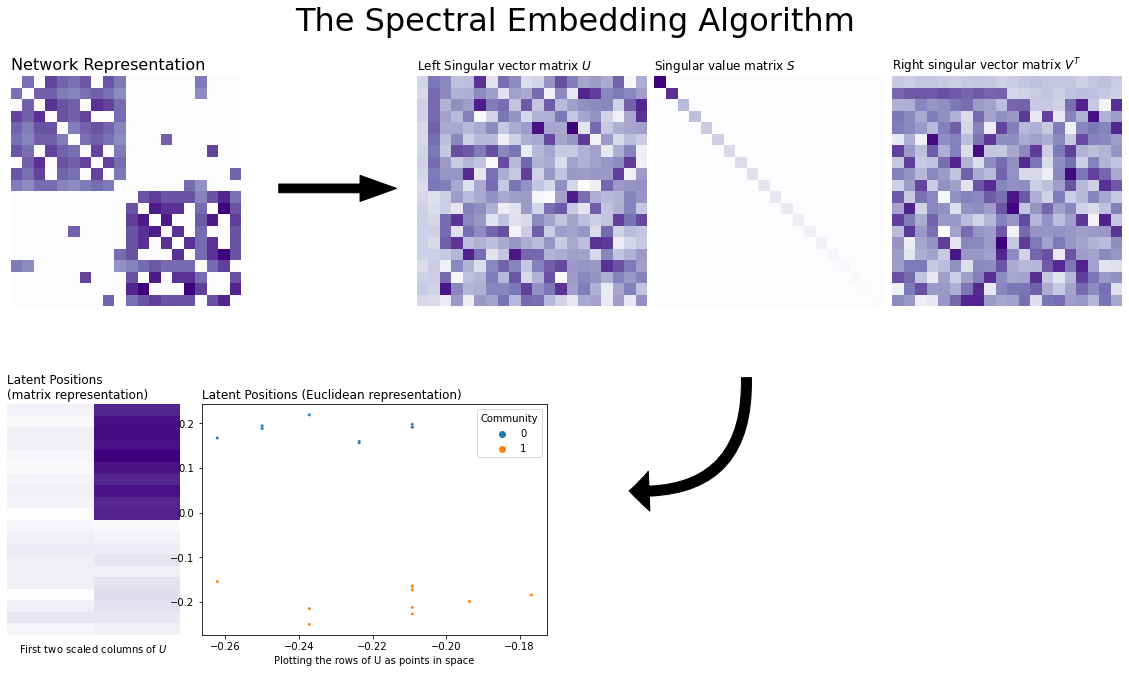 The Spectral Embedding Algorithm
Network Representation
Left Singular vector matrix U
Singular value matrix S
Right singular vector matrix V^T
Latent Positions
(matrix representation)
First two scaled columns of U
Latent Positions (Euclidean representation)
0.2
0.1
0.0
−0.1
−0.2
Community
0
1
−0.26
−0.24
−0.22
−0.20
−0.18
Plotting the rows of U as points in space